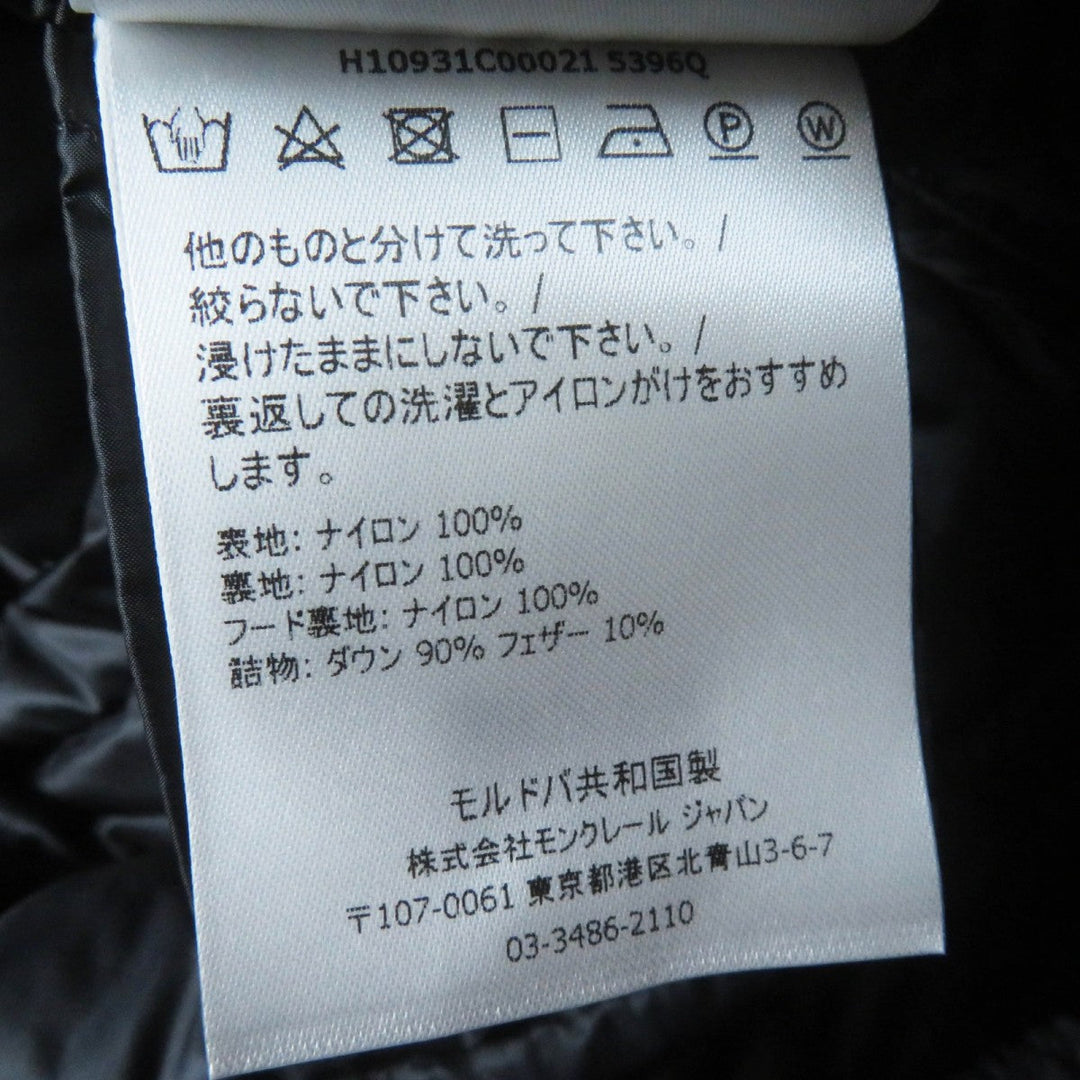 H10931C00021 5396Q
P W
他のものと分けて洗って下さい。/
絞らないで下さい。/
浸けたままにしないで下さい。/
裏返しての洗濯とアイロンがけをおすすめ
します。
表地: ナイロン 100%
裏地: ナイロン 100%
フード裏地: ナイロン 100%
詰物: ダウン 90% フェザー 10%
モルドバ共和国製
株式会社モンクレール ジャパン
〒107-0061 東京都港区北青山3-6-7
03-3486-2110